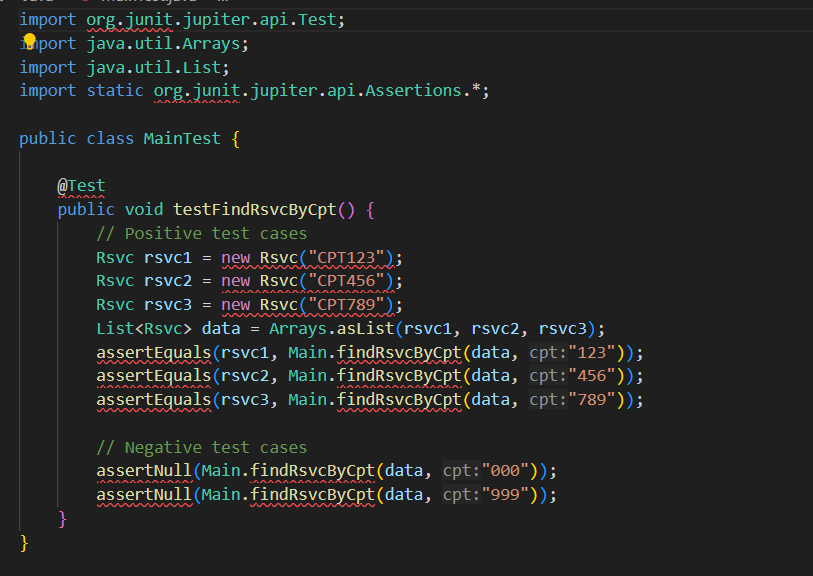 import org.junit.jupiter.api.Test;
import java.util.Arrays;
import java.util.List;
import static org.junit.jupiter.api.Assertions.*;

public class MainTest {

    @Test
    public void testFindRsvcByCpt() {
        // Positive test cases
        Rsvc rsvc1 = new Rsvc("CPT123");
        Rsvc rsvc2 = new Rsvc("CPT456");
        Rsvc rsvc3 = new Rsvc("CPT789");
        List<Rsvc> data = Arrays.asList(rsvc1, rsvc2, rsvc3);
        assertEquals(rsvc1, Main.findRsvcByCpt(data, cpt:"123"));
        assertEquals(rsvc2, Main.findRsvcByCpt(data, cpt:"456"));
        assertEquals(rsvc3, Main.findRsvcByCpt(data, cpt:"789"));

        // Negative test cases
        assertNull(Main.findRsvcByCpt(data, cpt:"000"));
        assertNull(Main.findRsvcByCpt(data, cpt:"999"));
    }
}